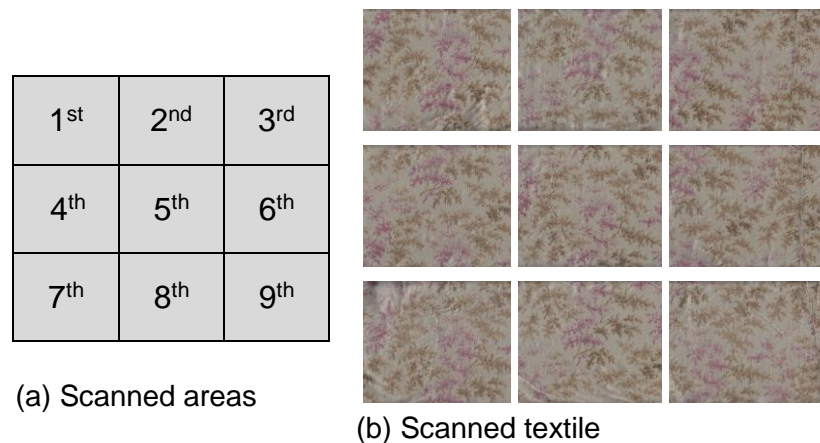 1st 2nd 3rd
4th 5th 6th
7th 8th 9th
(a) Scanned areas
(b) Scanned textile